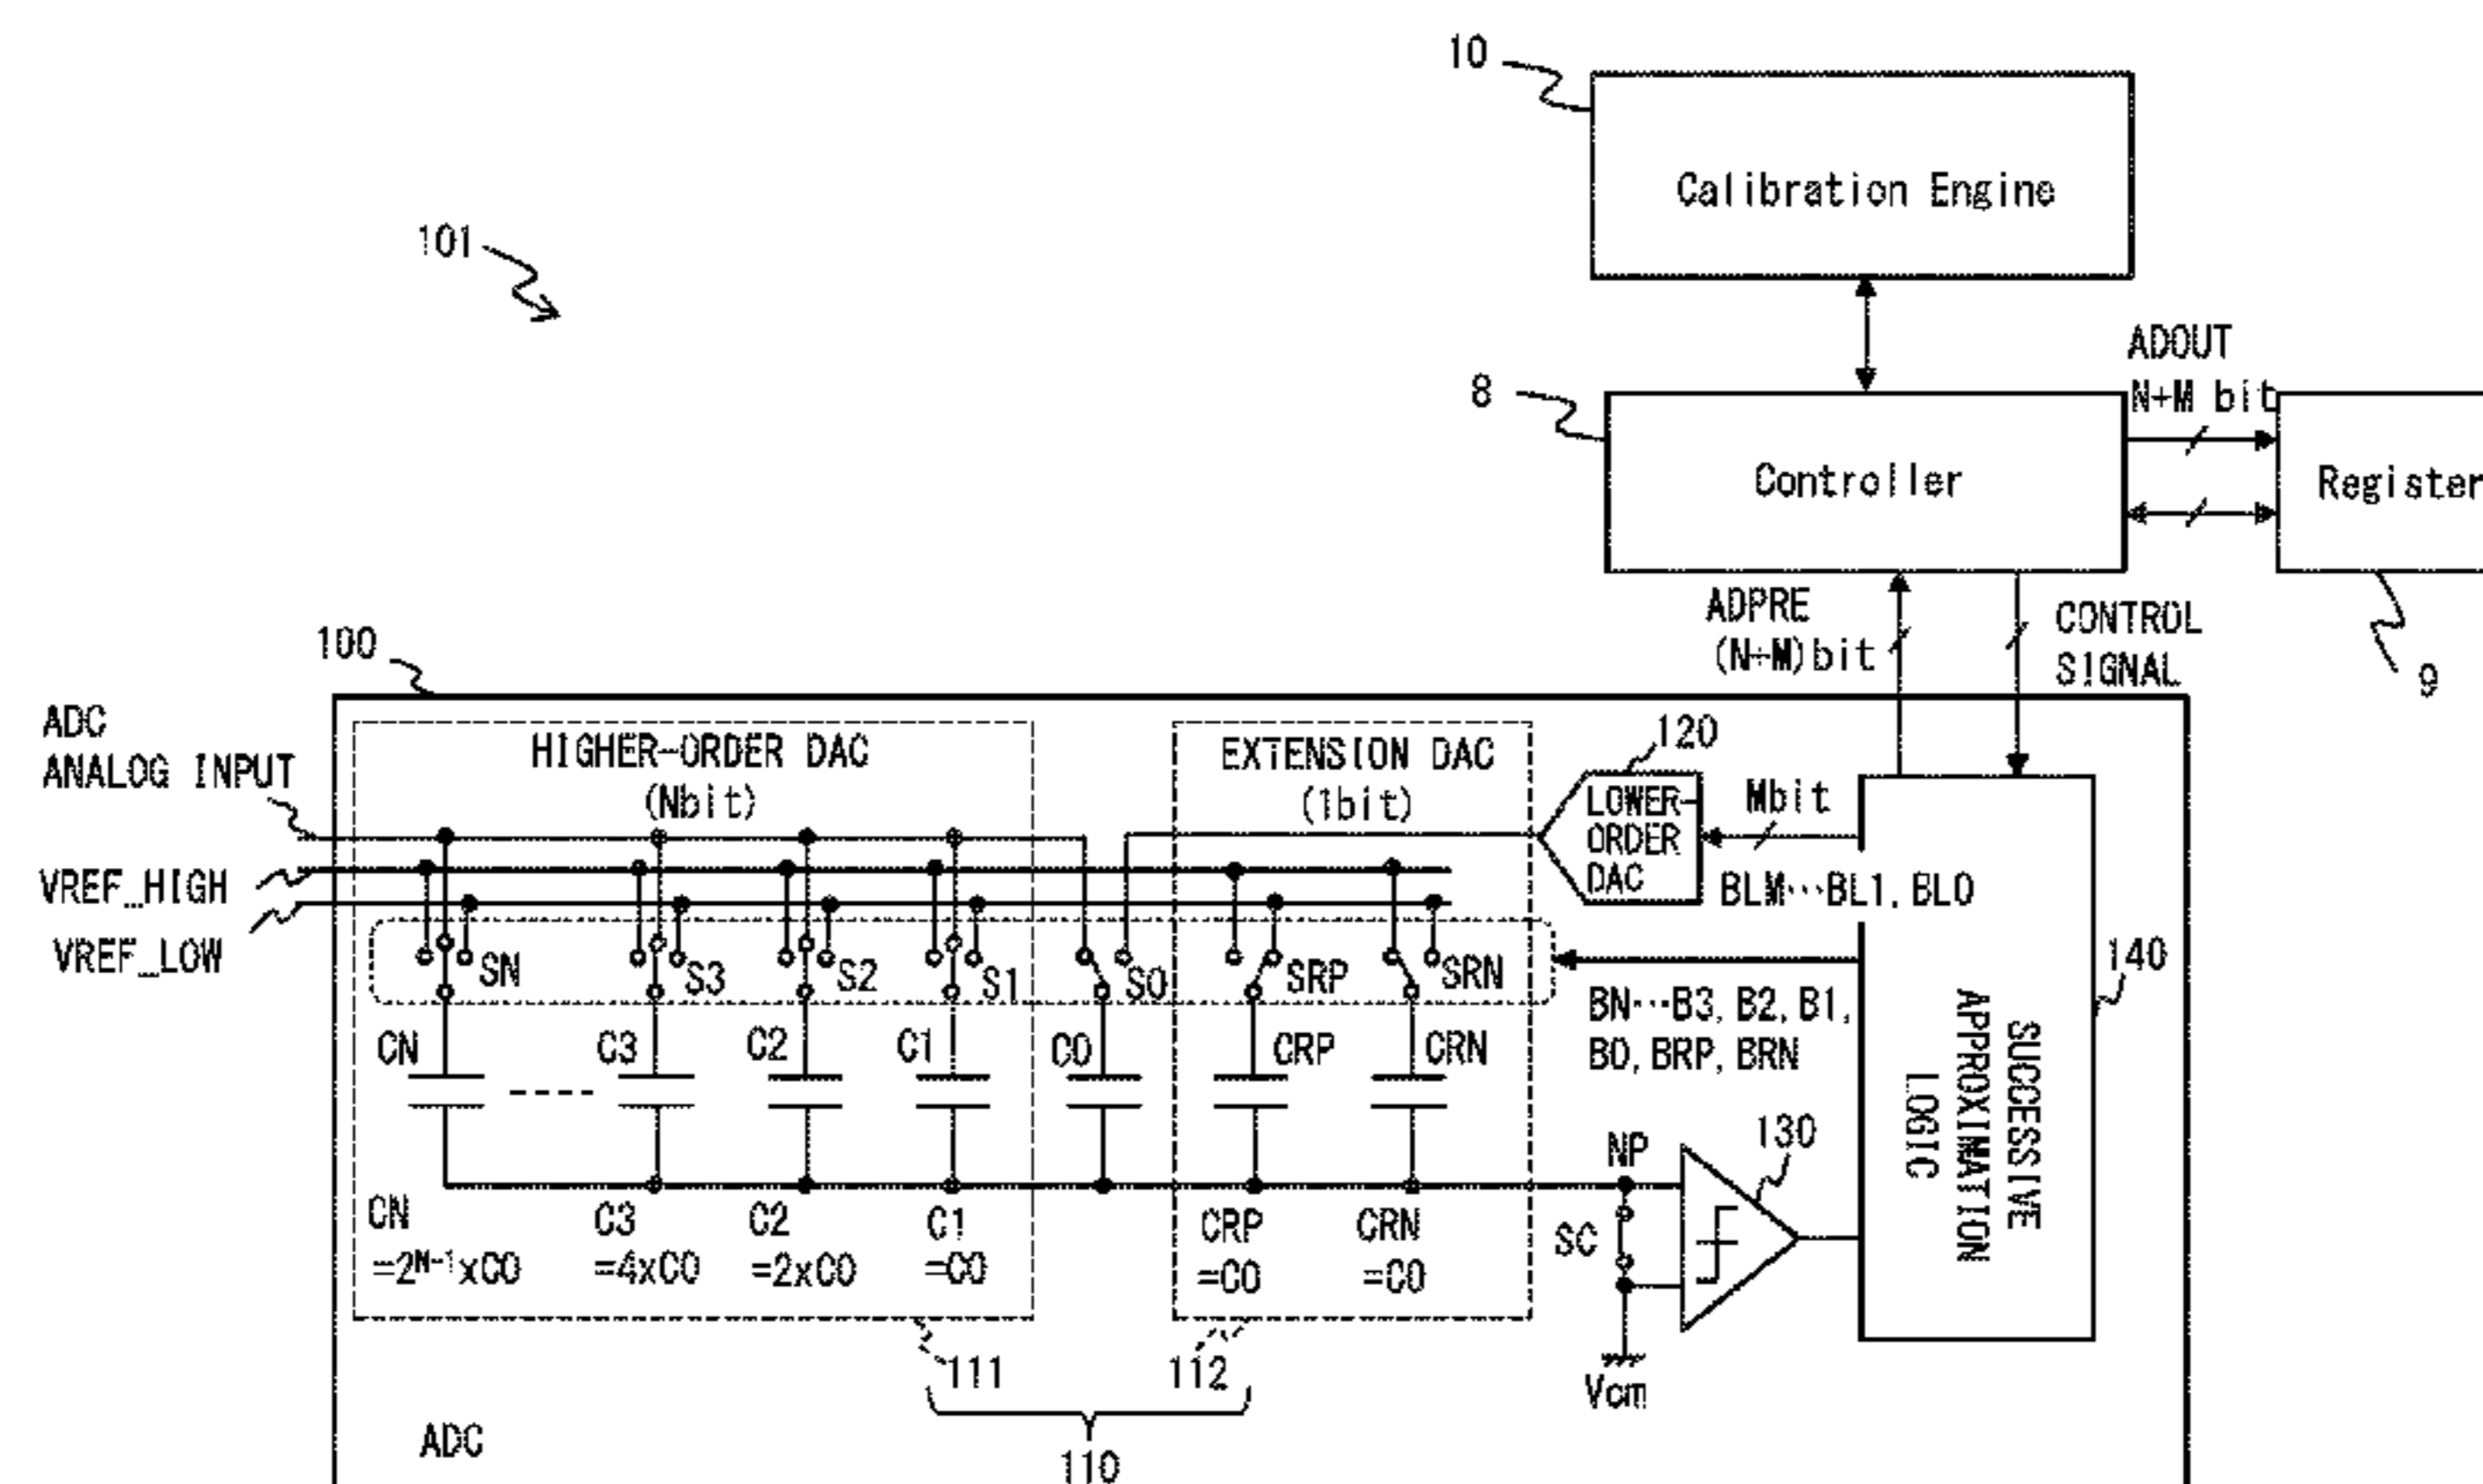 10
Calibration Engine
101
ADOUT
N+M bit
8
Controller
Register
9
ADPRE
(N+M)bit
CONTROL
SIGNAL
100
ADC
ANALOG INPUT
VREF_HIGH
VREF_LOW
HIGHER-ORDER DAC
(Nbit)
EXTENSION DAC
(1bit)
120
LOWER-
ORDER
DAC
Mbit
BLM···BL1, BL0
SN
S3
S2
S1
S0
SRP
SRN
140
BN···B3, B2, B1,
B0, BRP, BRN
SUCCESSIVE
APPROXIMATION
LOGIC
CN
C3
C2
C1
C0
CRP
CRN
NP
130
SC
Vcm
CN
=2ᴺ⁻¹xC0
C3
=4xC0
C2
=2xC0
C1
=C0
CRP
=C0
CRN
=C0
111
112
110
ADC